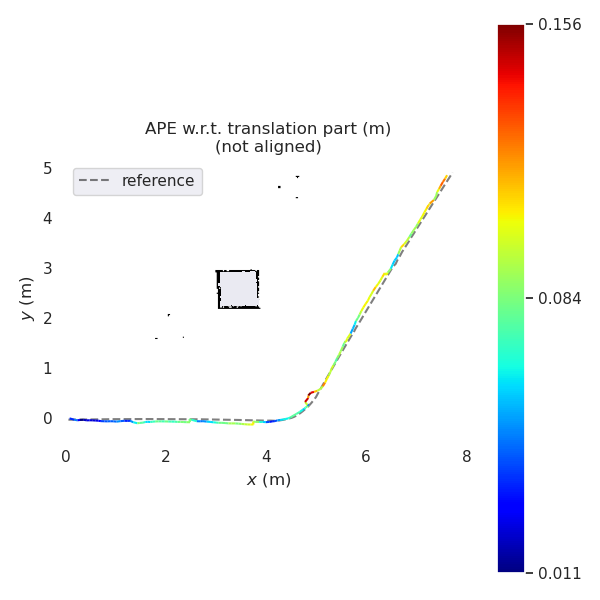 APE w.r.t. translation part (m)
(not aligned)
reference
5
4
3
2
1
0
y (m)
0 2 4 6 8
x (m)
0.156
0.084
0.011